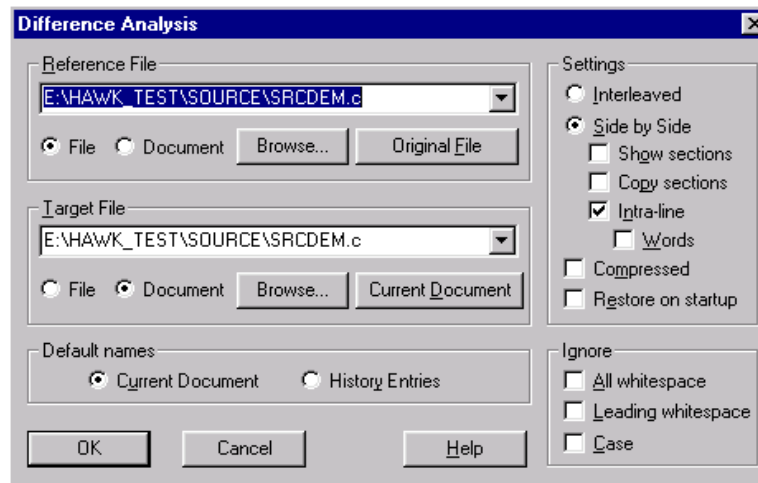 Difference Analysis
Reference File
E:\HAWK_TEST\SOURCE\SRCDEM.c
File Document Browse... Original File
Target File
E:\HAWK_TEST\SOURCE\SRCDEM.c
File Document Browse... Current Document
Default names
Current Document History Entries
OK Cancel Help
Settings
Interleaved
Side by Side
Show sections
Copy sections
Intra-line
Words
Compressed
Restore on startup
Ignore
All whitespace
Leading whitespace
Case